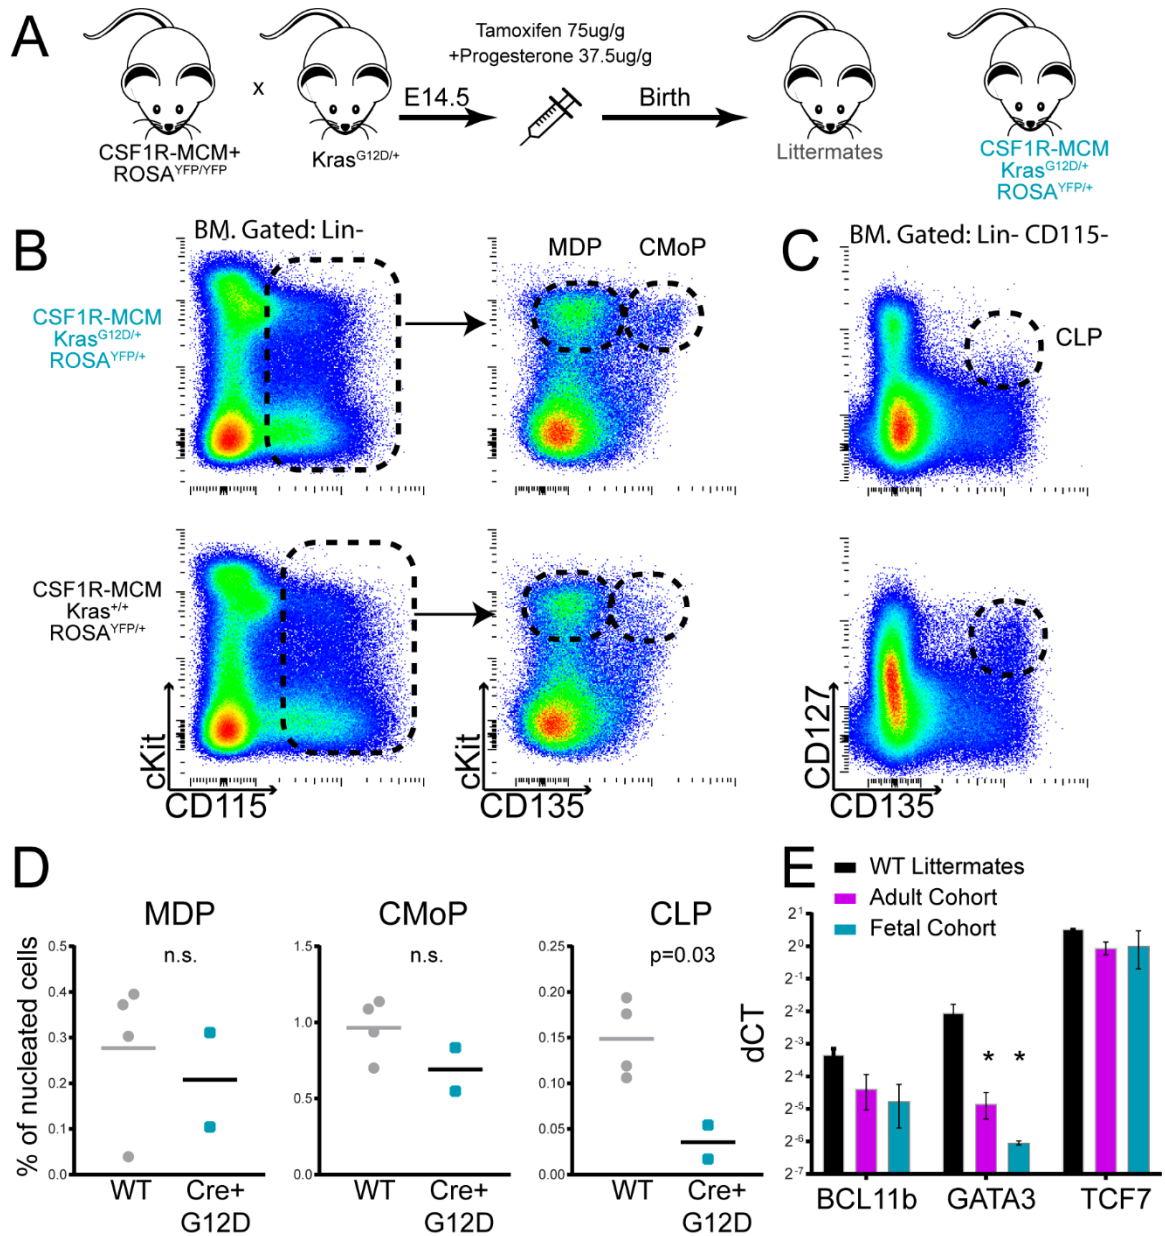 A
Tamoxifen 75ug/g
+Progesterone 37.5ug/g
x
E14.5
Birth
CSF1R-MCM+
ROSA^YFP/YFP
Kras^G12D/+
Littermates
CSF1R-MCM
Kras^G12D/+
ROSA^YFP/+
B
BM. Gated: Lin-
MDP
CMoP
CSF1R-MCM
Kras^G12D/+
ROSA^YFP/+
CSF1R-MCM
Kras^+/+
ROSA^YFP/+
cKit
CD115
cKit
CD135
C
BM. Gated: Lin- CD115-
CLP
CD127
CD135
D
% of nucleated cells
MDP
n.s.
0.5
0.4
0.3
0.2
0.1
0.0
WT
Cre+
G12D
CMoP
n.s.
1.5
1.0
0.5
0.0
WT
Cre+
G12D
CLP
p=0.03
0.25
0.20
0.15
0.10
0.05
0.00
WT
Cre+
G12D
E
WT Littermates
Adult Cohort
Fetal Cohort
dCT
2^1
2^0
2^-1
2^-2
2^-3
2^-4
2^-5
2^-6
2^-7
* *
BCL11b
GATA3
TCF7